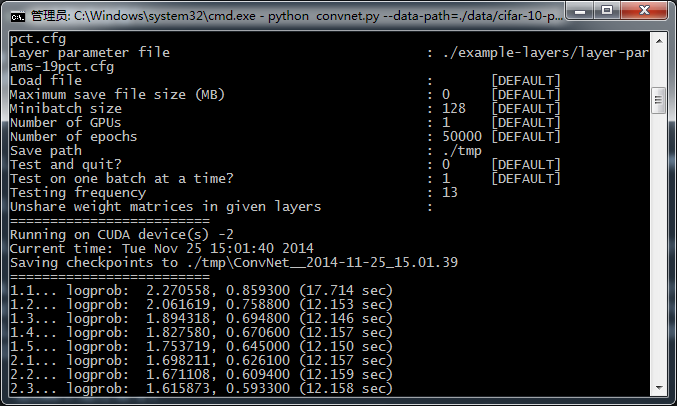 管理员: C:\Windows\system32\cmd.exe - python  convnet.py --data-path=./data/cifar-10-p...
pct.cfg
Layer parameter file                                  : ./example-layers/layer-par
ams-19pct.cfg
Load file                                             :       [DEFAULT]
Maximum save file size (MB)                           : 0     [DEFAULT]
Minibatch size                                        : 128   [DEFAULT]
Number of GPUs                                        : 1     [DEFAULT]
Number of epochs                                      : 50000 [DEFAULT]
Save path                                             : ./tmp
Test and quit?                                        : 0     [DEFAULT]
Test on one batch at a time?                          : 1     [DEFAULT]
Testing frequency                                     : 13
Unshare weight matrices in given layers               :
=========================
Running on CUDA device(s) -2
Current time: Tue Nov 25 15:01:40 2014
Saving checkpoints to ./tmp\ConvNet__2014-11-25_15.01.39
=========================
1.1... logprob:  2.270558, 0.859300 (17.714 sec)
1.2... logprob:  2.061619, 0.758800 (12.153 sec)
1.3... logprob:  1.894318, 0.694800 (12.146 sec)
1.4... logprob:  1.827580, 0.670600 (12.157 sec)
1.5... logprob:  1.753719, 0.645000 (12.150 sec)
2.1... logprob:  1.698211, 0.626100 (12.157 sec)
2.2... logprob:  1.671108, 0.609400 (12.159 sec)
2.3... logprob:  1.615873, 0.593300 (12.158 sec)